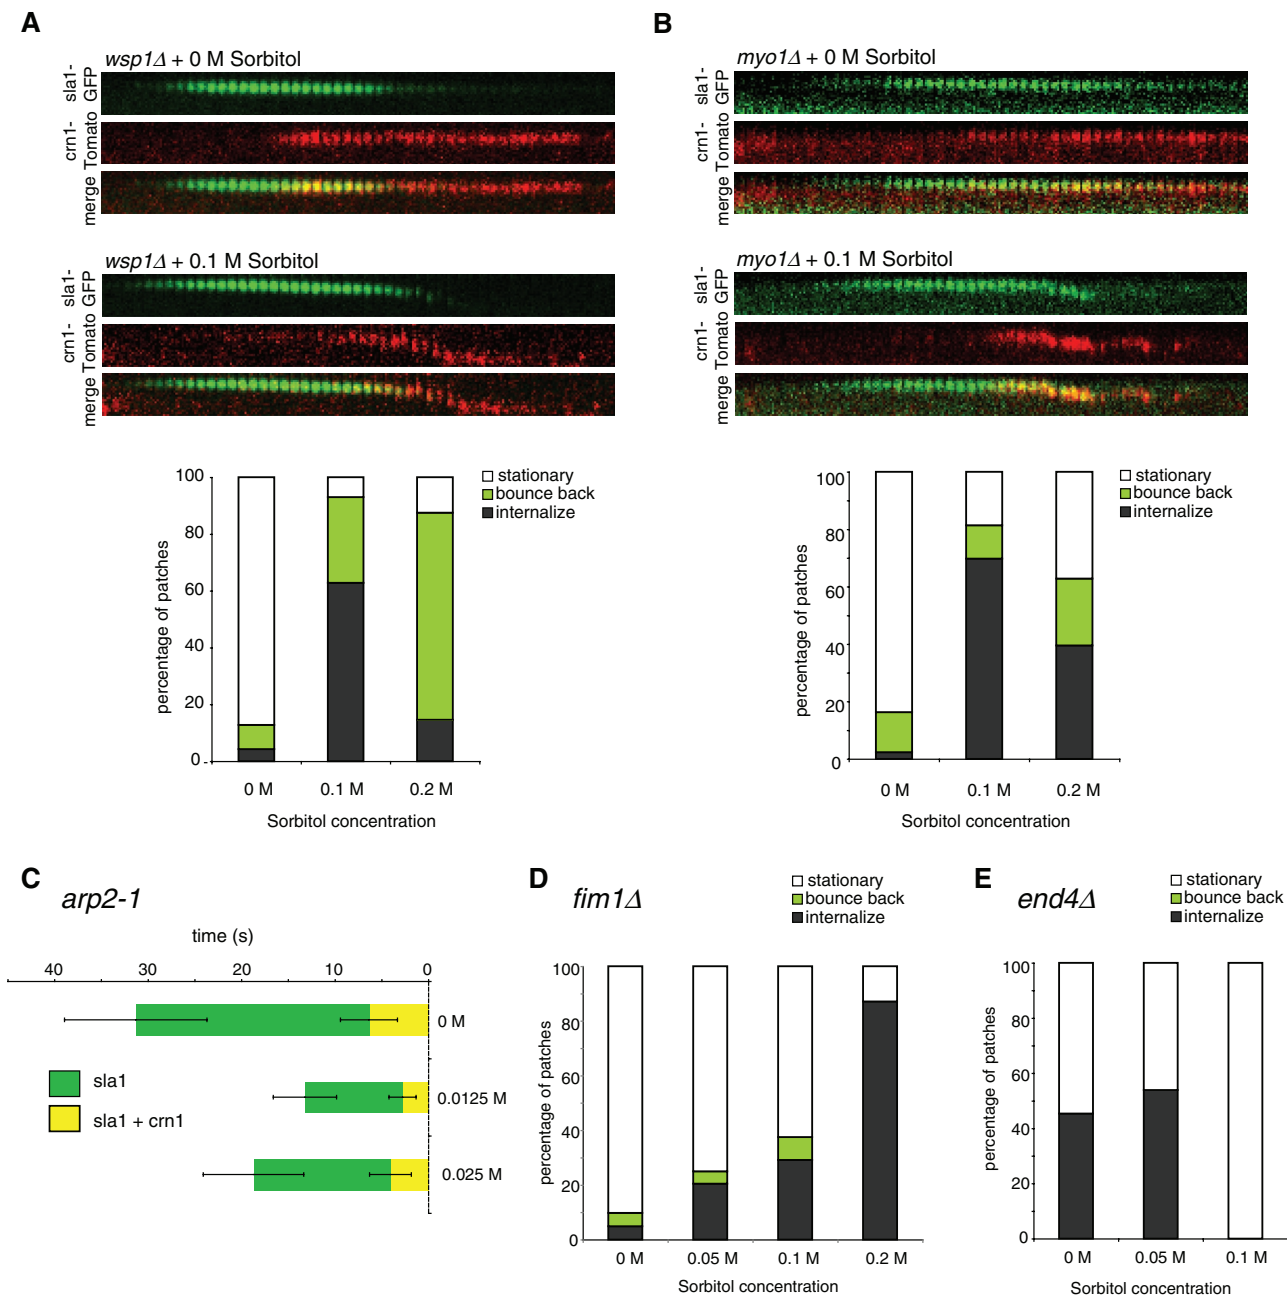 A
wsp1Δ + 0 M Sorbitol
sla1-
GFP
crn1-
Tomato
merge
wsp1Δ + 0.1 M Sorbitol
sla1-
GFP
crn1-
Tomato
merge
100
80
60
40
20
0
percentage of patches
stationary
bounce back
internalize
0 M
0.1 M
0.2 M
Sorbitol concentration
B
myo1Δ + 0 M Sorbitol
sla1-
GFP
crn1-
Tomato
merge
myo1Δ + 0.1 M Sorbitol
sla1-
GFP
crn1-
Tomato
merge
100
80
60
40
20
0
percentage of patches
stationary
bounce back
internalize
0 M
0.1 M
0.2 M
Sorbitol concentration
C
arp2-1
time (s)
40
30
20
10
0
0 M
0.0125 M
0.025 M
sla1
sla1 + crn1
D
fim1Δ
stationary
bounce back
internalize
100
80
60
40
20
0
percentage of patches
0 M
0.05 M
0.1 M
0.2 M
Sorbitol concentration
E
end4Δ
stationary
bounce back
internalize
100
80
60
40
20
0
percentage of patches
0 M
0.05 M
0.1 M
Sorbitol concentration